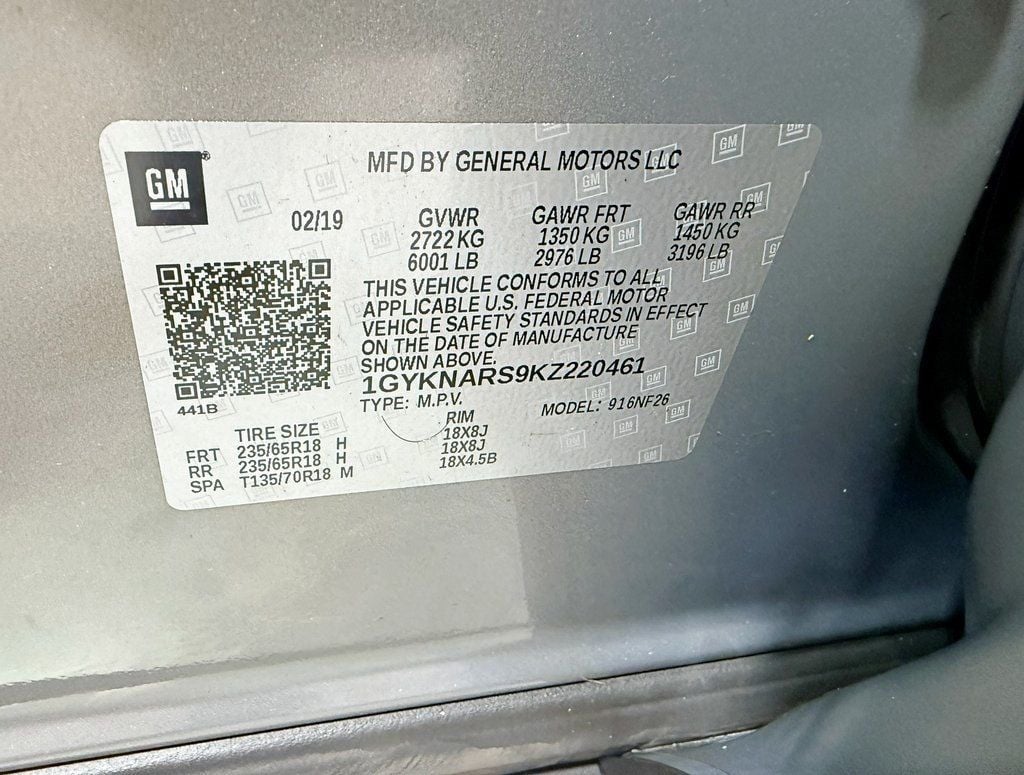 GM
MFD BY GENERAL MOTORS LLC
02/19 GVWR GAWR FRT GAWR RR
2722 KG 1350 KG 1450 KG
6001 LB 2976 LB 3196 LB
THIS VEHICLE CONFORMS TO ALL
APPLICABLE U.S. FEDERAL MOTOR
VEHICLE SAFETY STANDARDS IN EFFECT
ON THE DATE OF MANUFACTURE
SHOWN ABOVE.
1GYKNARS9KZ220461
TYPE: M.P.V. MODEL: 916NF26
441B
TIRE SIZE RIM
FRT 235/65R18 H 18X8J
RR 235/65R18 H 18X8J
SPA T135/70R18 M 18X4.5B